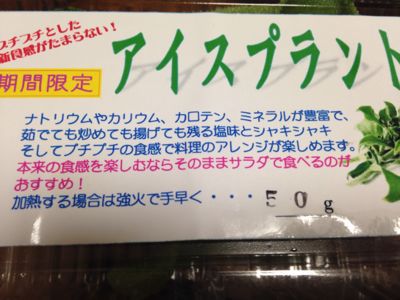 プチプチとした
新食感がたまらない!
期間限定
アイスプラント
ナトリウムやカリウム、カロテン、ミネラルが豊富で、
茹でても炒めても揚げても残る塩味とシャキシャキ
そしてプチプチの食感で料理のアレンジが楽しめます。
本来の食感を楽しむならそのままサラダで食べるのが
おすすめ!
加熱する場合は強火で手早く・・・50g